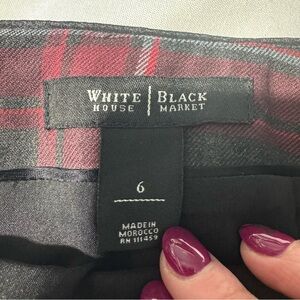 WHITE | BLACK
HOUSE | MARKET
6
MADE IN
MOROCCO
RN 111459